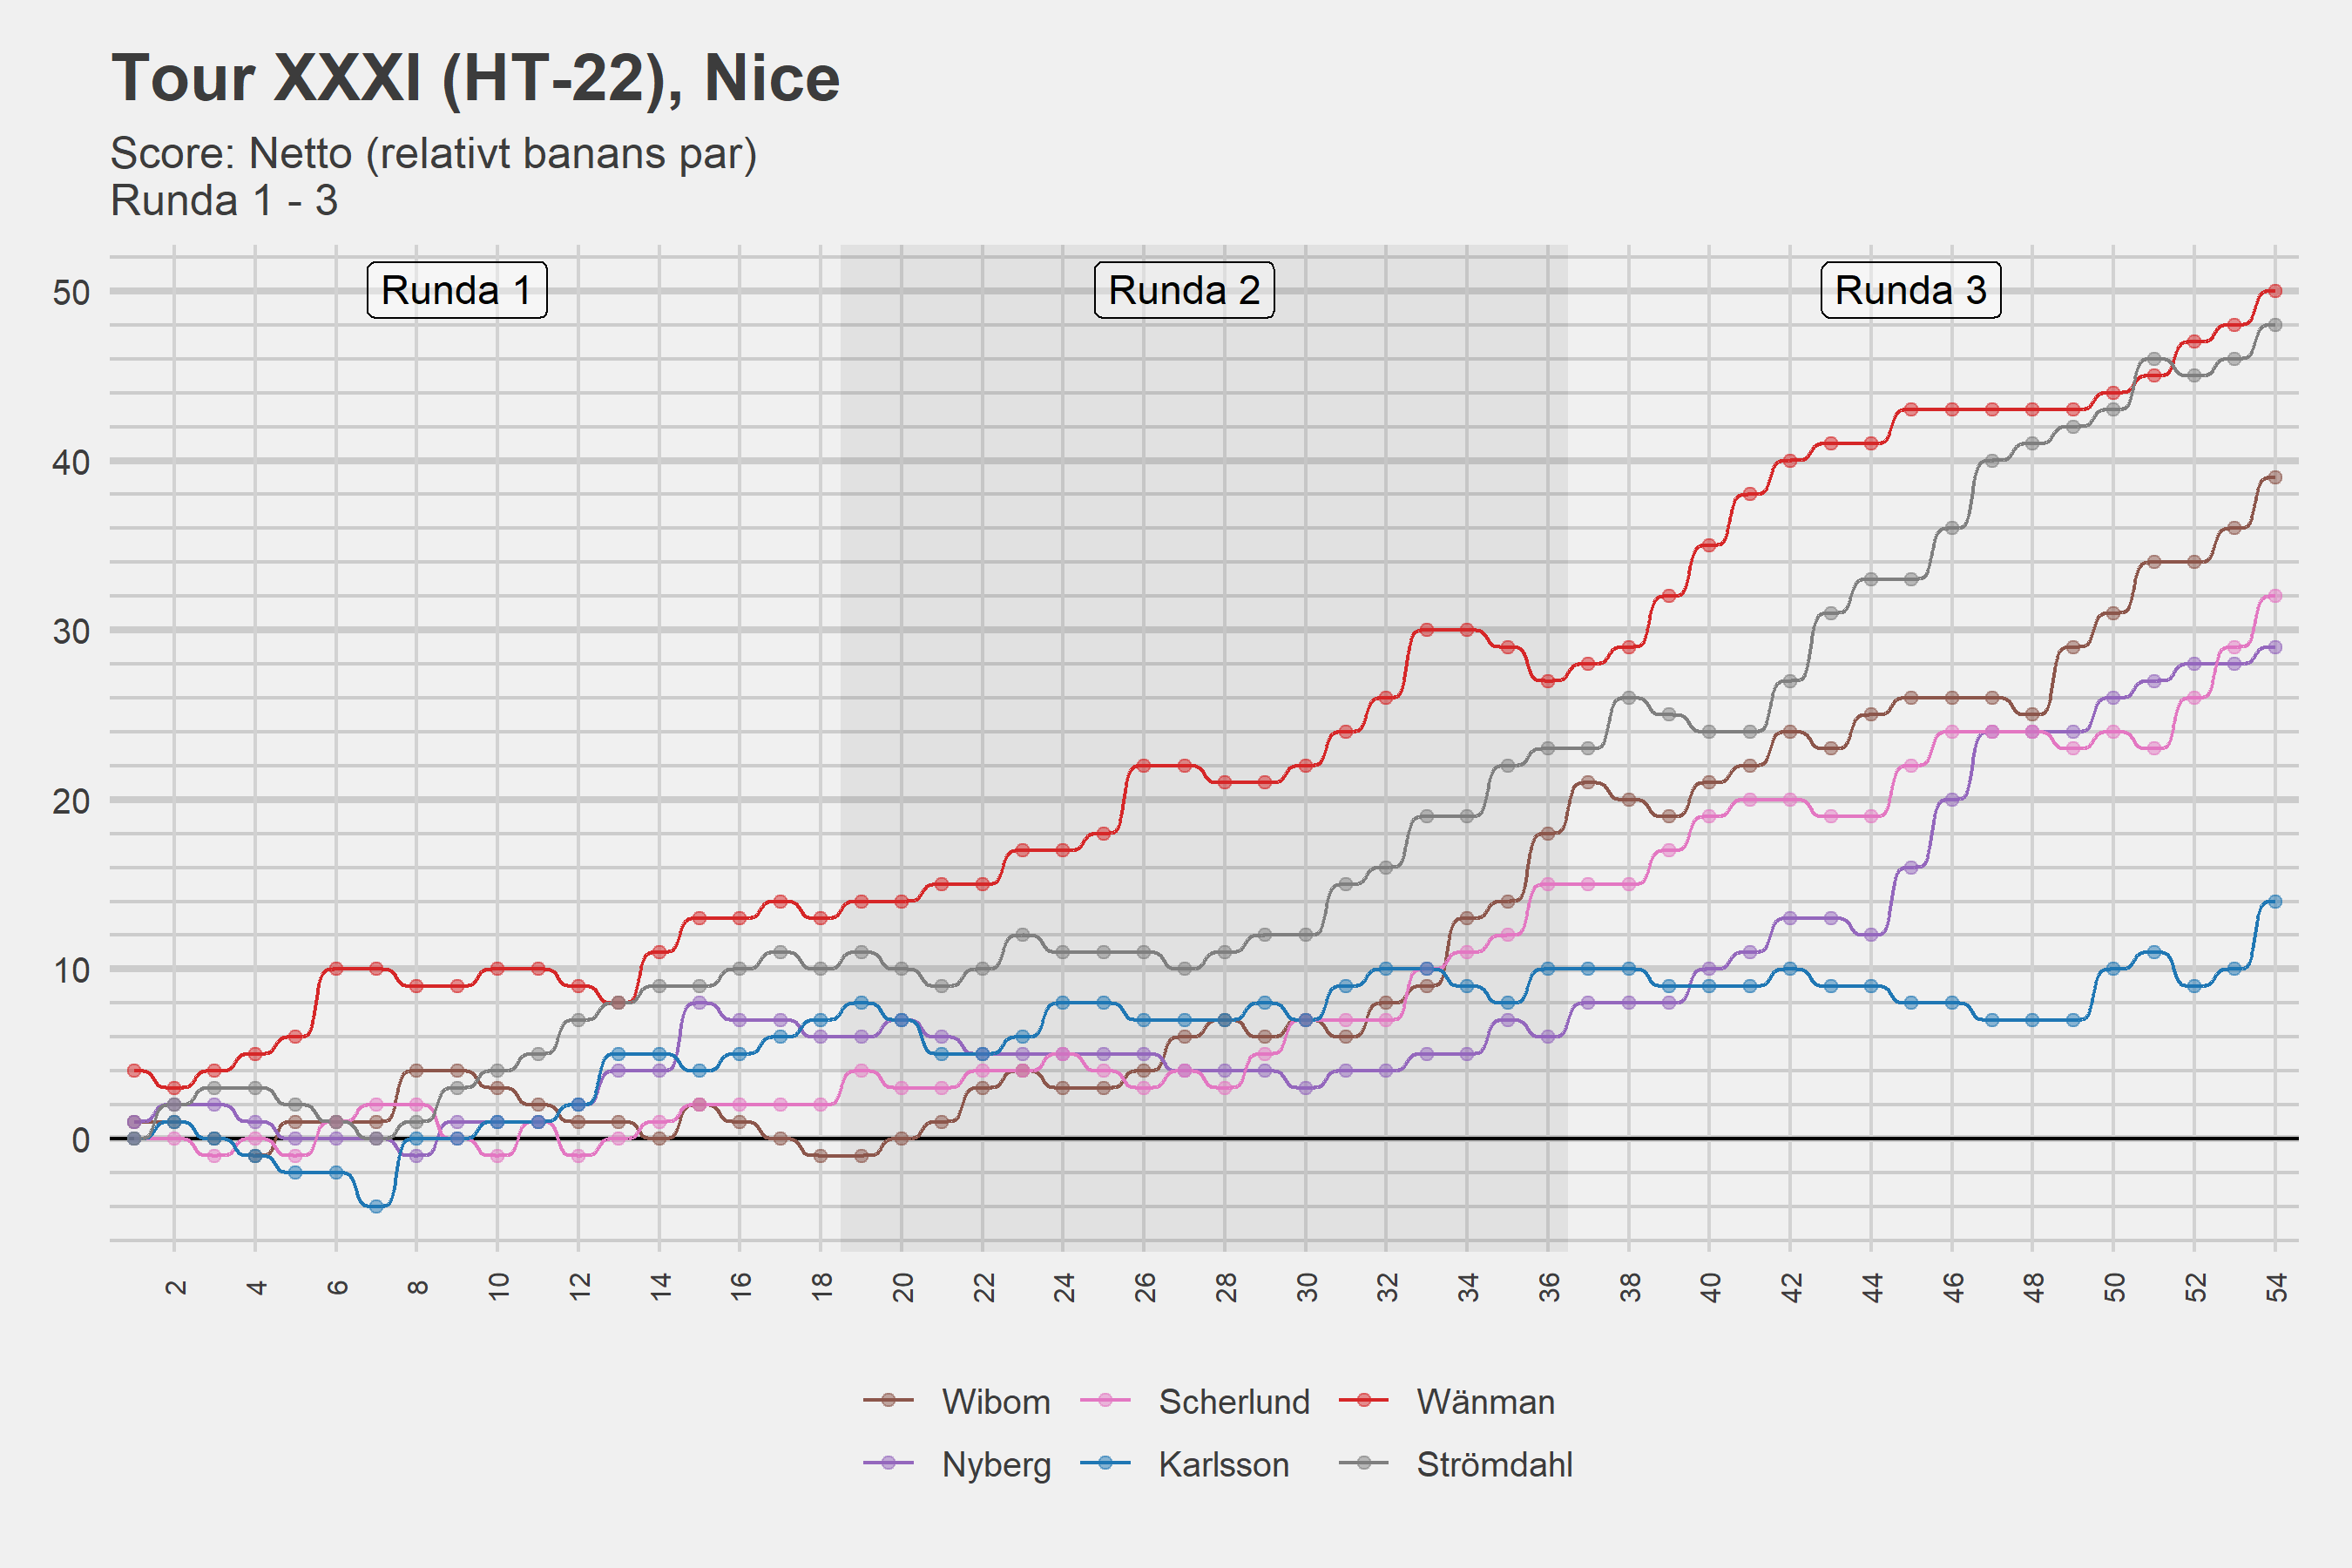 Tour XXXI (HT-22), Nice
Score: Netto (relativt banans par)
Runda 1 - 3
Runda 1
Runda 2
Runda 3
50
40
30
20
10
0
2 4 6 8 10 12 14 16 18 20 22 24 26 28 30 32 34 36 38 40 42 44 46 48 50 52 54
Wibom Scherlund Wänman
Nyberg Karlsson Strömdahl